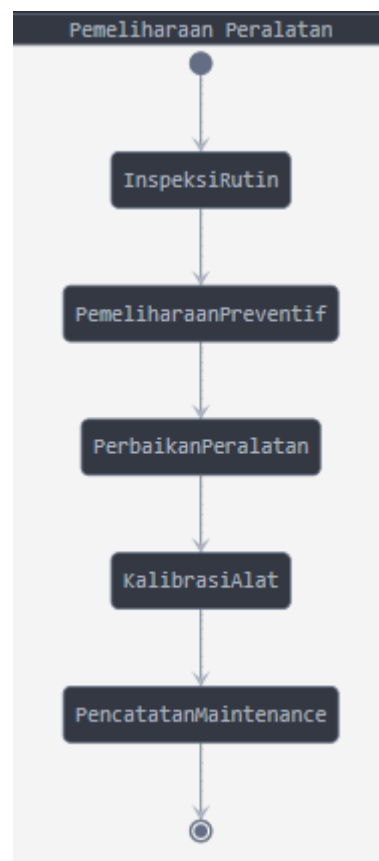 Pemeliharaan Peralatan
InspeksiRutin
PemeliharaanPreventif
PerbaikanPeralatan
KalibrasiAlat
PencatatanMaintenance